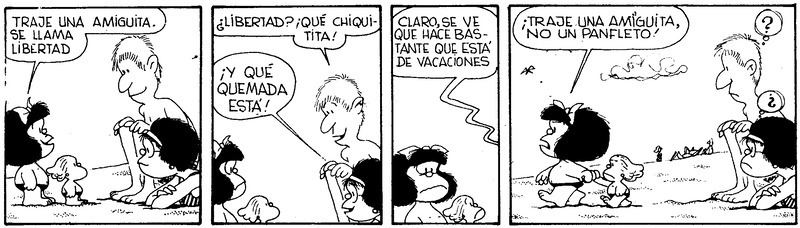 TRAJE UNA AMIGUITA.
SE LLAMA
LIBERTAD
¿LIBERTAD? ¡QUÉ CHIQUI-
TITA!
¡Y QUÉ
QUEMADA
ESTÁ!
CLARO, SE VE
QUE HACE BAS-
TANTE QUE ESTÁ
DE VACACIONES
¡TRAJE UNA AMIGUITA,
NO UN PANFLETO!
?
¿